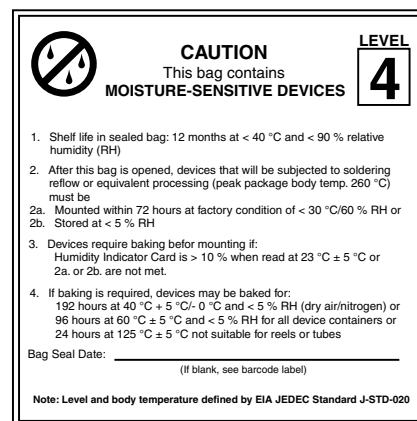 LEVEL
4
CAUTION
This bag contains
MOISTURE-SENSITIVE DEVICES
1. Shelf life in sealed bag: 12 months at < 40 °C and < 90 % relative
humidity (RH)
2. After this bag is opened, devices that will be subjected to soldering
reflow or equivalent processing (peak package body temp. 260 °C)
must be
2a. Mounted within 72 hours at factory condition of < 30 °C/60 % RH or
2b. Stored at < 5 % RH
3. Devices require baking befor mounting if:
Humidity Indicator Card is > 10 % when read at 23 °C ± 5 °C or
2a. or 2b. are not met.
4. If baking is required, devices may be baked for:
192 hours at 40 °C + 5 °C/- 0 °C and < 5 % RH (dry air/nitrogen) or
96 hours at 60 °C ± 5 °C and < 5 % RH for all device containers or
24 hours at 125 °C ± 5 °C not suitable for reels or tubes
Bag Seal Date:
(If blank, see barcode label)
Note: Level and body temperature defined by EIA JEDEC Standard J-STD-020